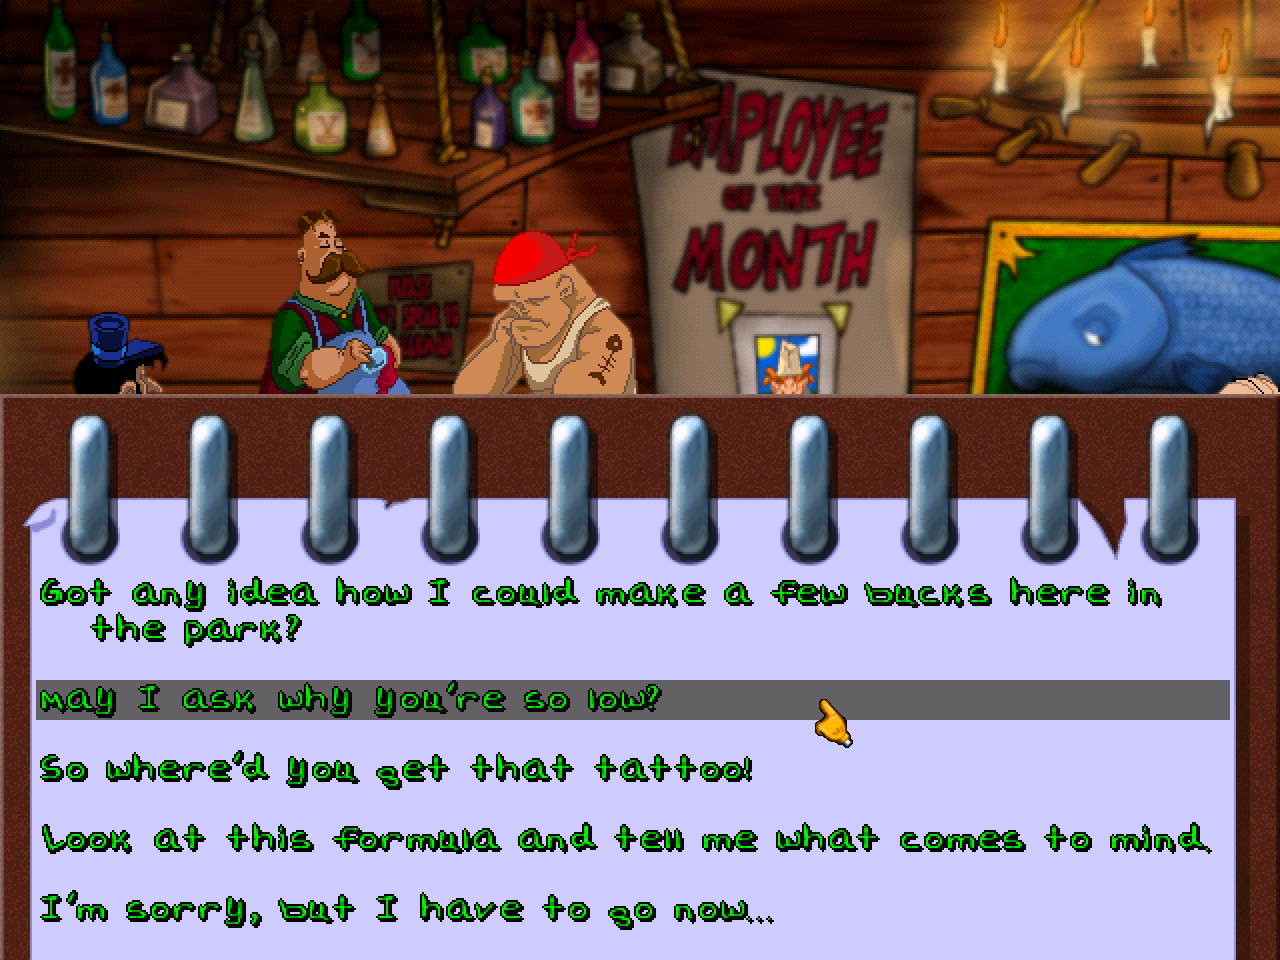 EMPLOYEE
OF THE
MONTH
Got any idea how I could make a few bucks here in
the park?
may I ask why you're so low?
So where'd you get that tattoo!
Look at this formula and tell me what comes to mind.
I'm sorry, but I have to go now...